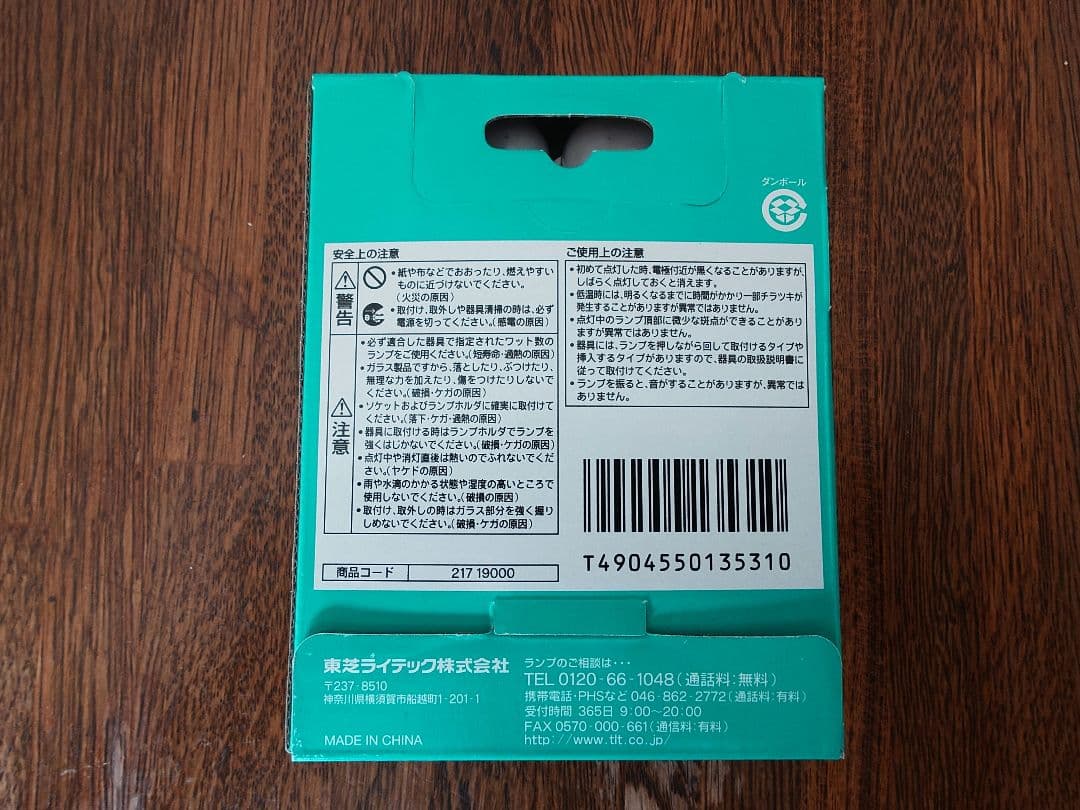 ダンボール
安全上の注意
警告
•紙や布などでおおったり、燃えやすい
ものに近づけないでください。
(火災の原因)
•取付け、取外しや器具清掃の時は、必ず
電源を切ってください。(感電の原因)
注意
•必ず適合した器具で指定されたワット数の
ランプをご使用ください。(短寿命・過熱の原因)
•ガラス製品ですから、落としたり、ぶつけたり、
無理な力を加えたり、傷をつけたりしないで
ください。(破損・ケガの原因)
•ソケットおよびランプホルダに確実に取付けて
ください。(落下・ケガ・過熱の原因)
•器具に取付ける時はランプホルダでランプを
強くはじかないでください。(破損・ケガの原因)
•点灯中や消灯直後は熱いのでふれないでくだ
さい。(ヤケドの原因)
•雨や水滴のかかる状態や湿度の高いところで
使用しないでください。(破損の原因)
•取付け、取外しの時はガラス部分を強く握り
しめないでください。(破損・ケガの原因)
商品コード 217 19000
ご使用上の注意
•初めて点灯した時、電極付近が黒くなることがありますが、
しばらく点灯しておくと消えます。
•低温時には、明るくなるまでに時間がかかり一部チラツキが
発生することがありますが異常ではありません。
•点灯中のランプ頂部に微少な斑点ができることがあり
ますが異常ではありません。
•器具には、ランプを押しながら回して取付けるタイプや
挿入するタイプがありますので、器具の取扱説明書に
従って取付けてください。
•ランプを振ると、音がすることがありますが、異常では
ありません。
T4904550135310
東芝ライテック株式会社
〒237-8510
神奈川県横須賀市船越町1-201-1
MADE IN CHINA
ランプのご相談は・・・
TEL 0120-66-1048(通話料:無料)
携帯電話・PHSなど 046-862-2772(通話料:有料)
受付時間 365日 9:00~20:00
FAX 0570-000-661(通信料:有料)
http://www.tlt.co.jp/